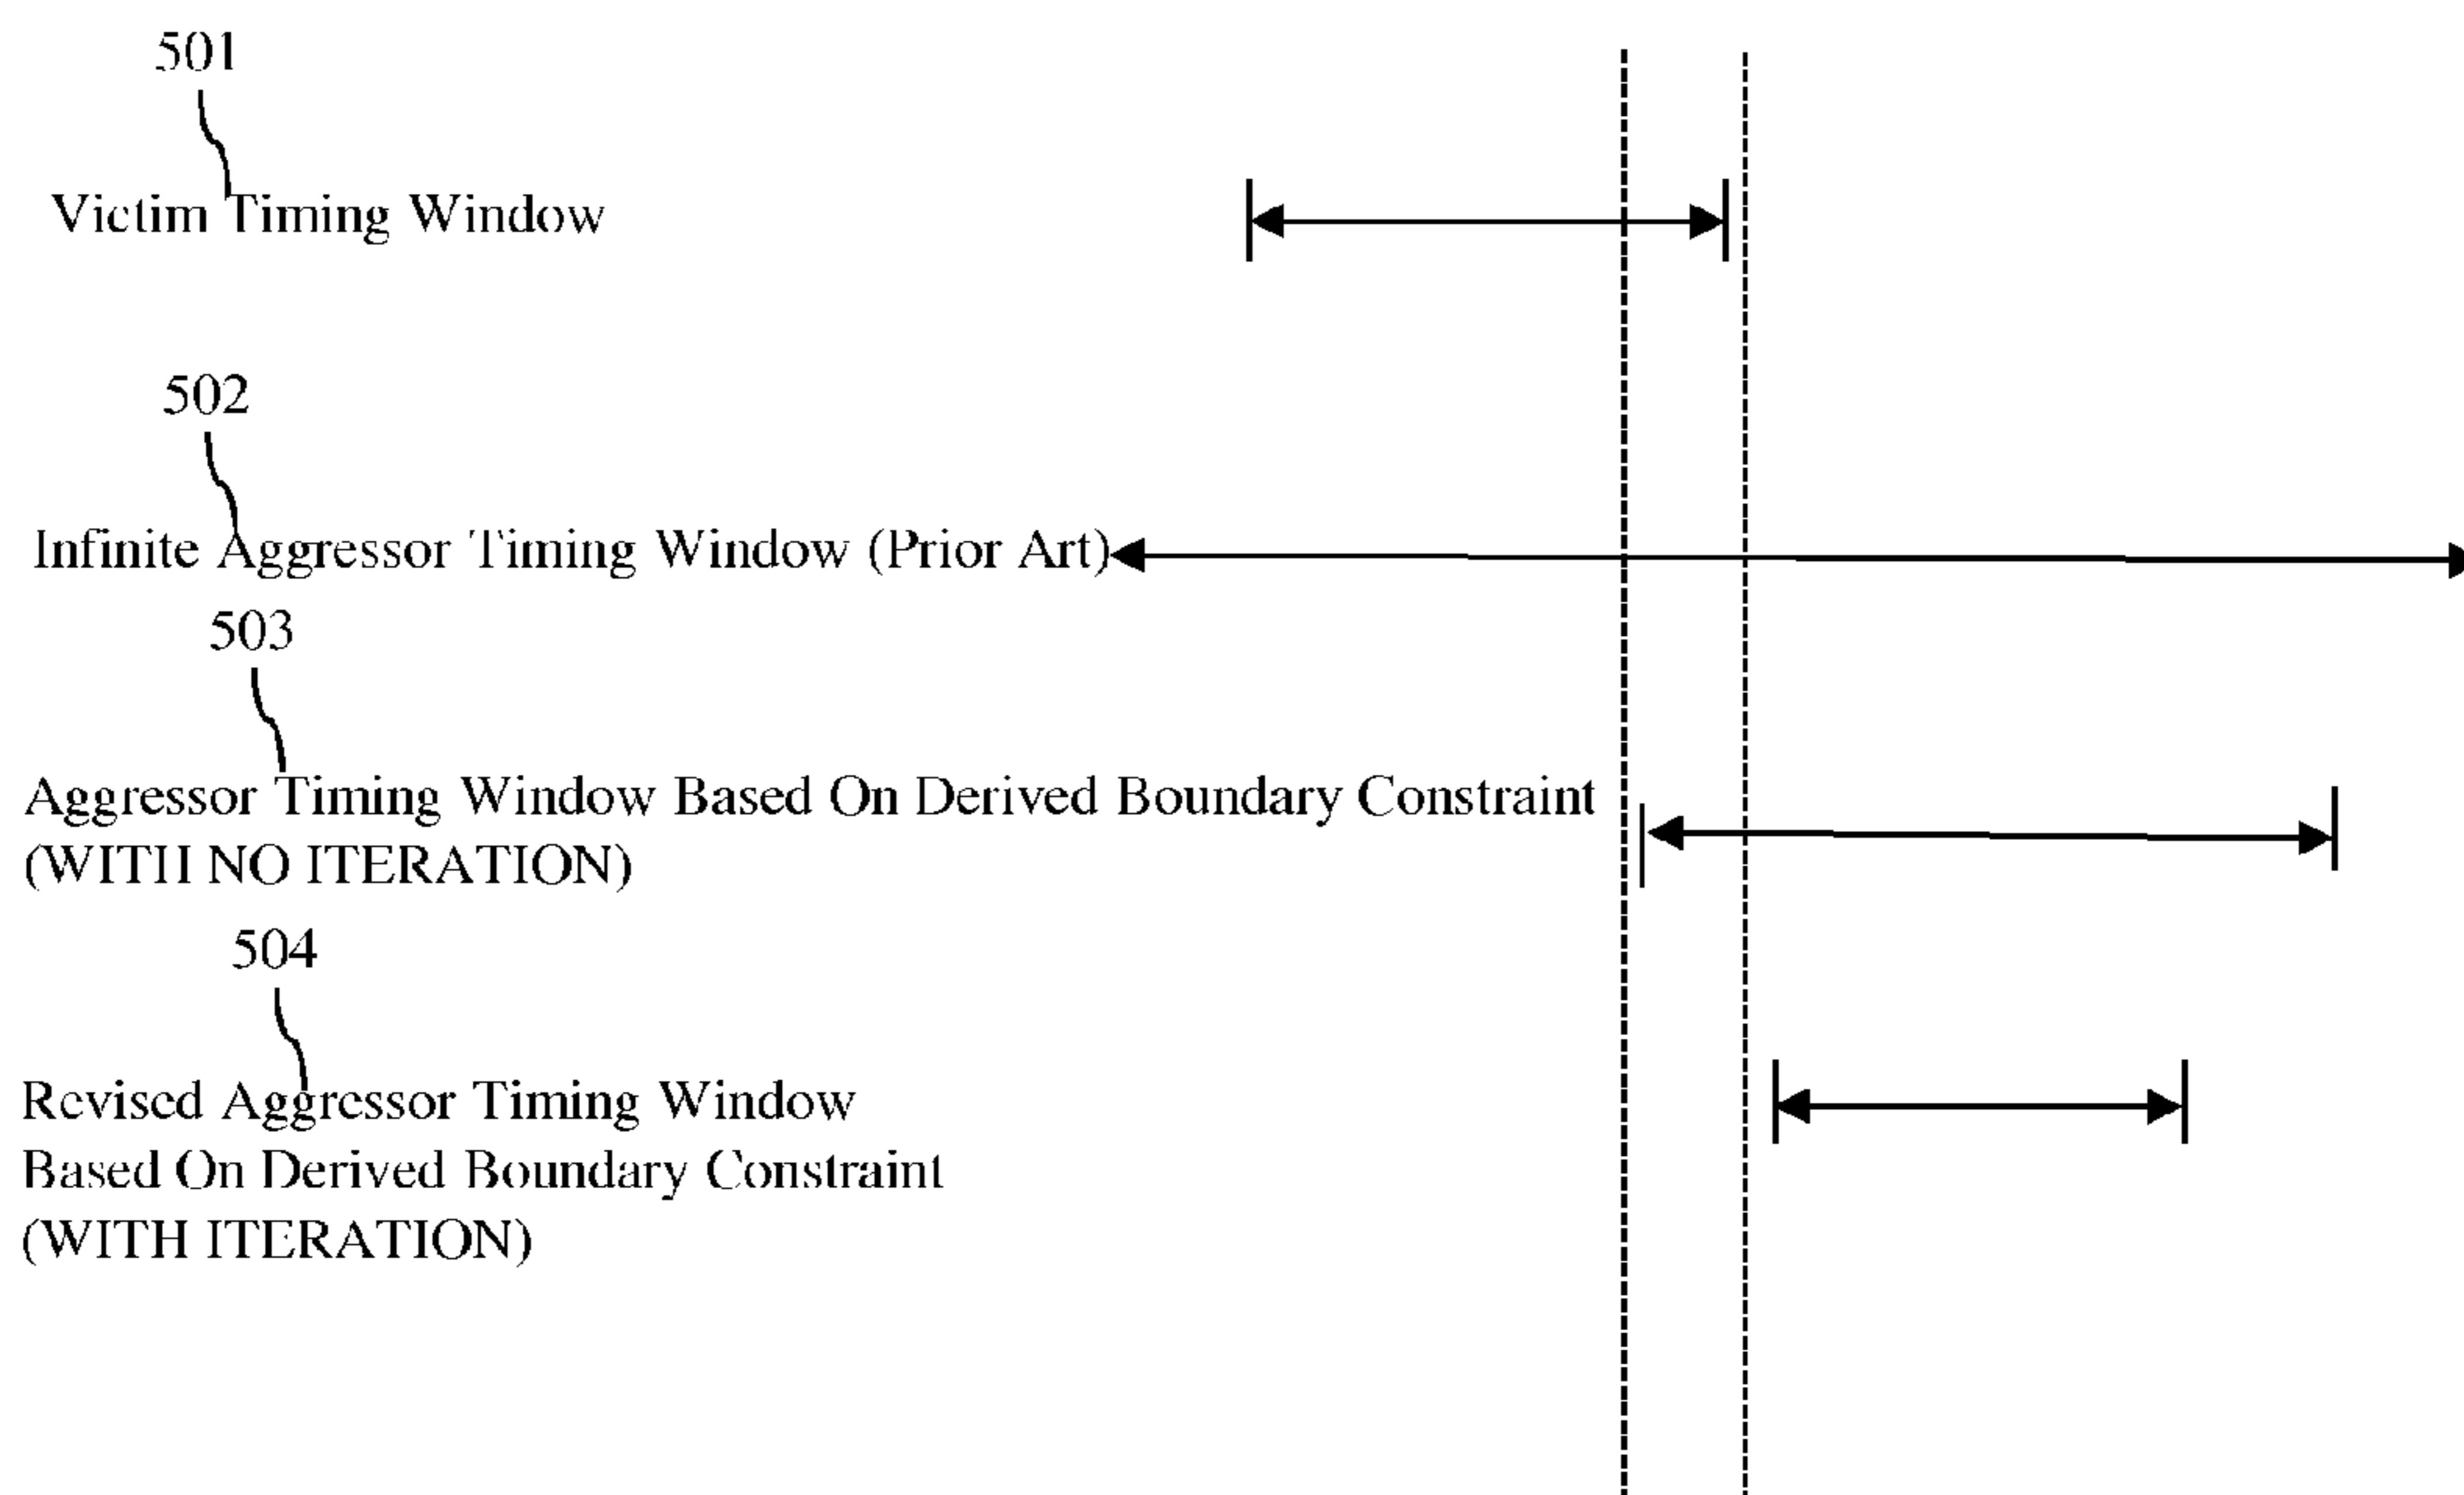 501
Victim Timing Window
502
Infinite Aggressor Timing Window (Prior Art)
503
Aggressor Timing Window Based On Derived Boundary Constraint
(WITH NO ITERATION)
504
Revised Aggressor Timing Window
Based On Derived Boundary Constraint
(WITH ITERATION)